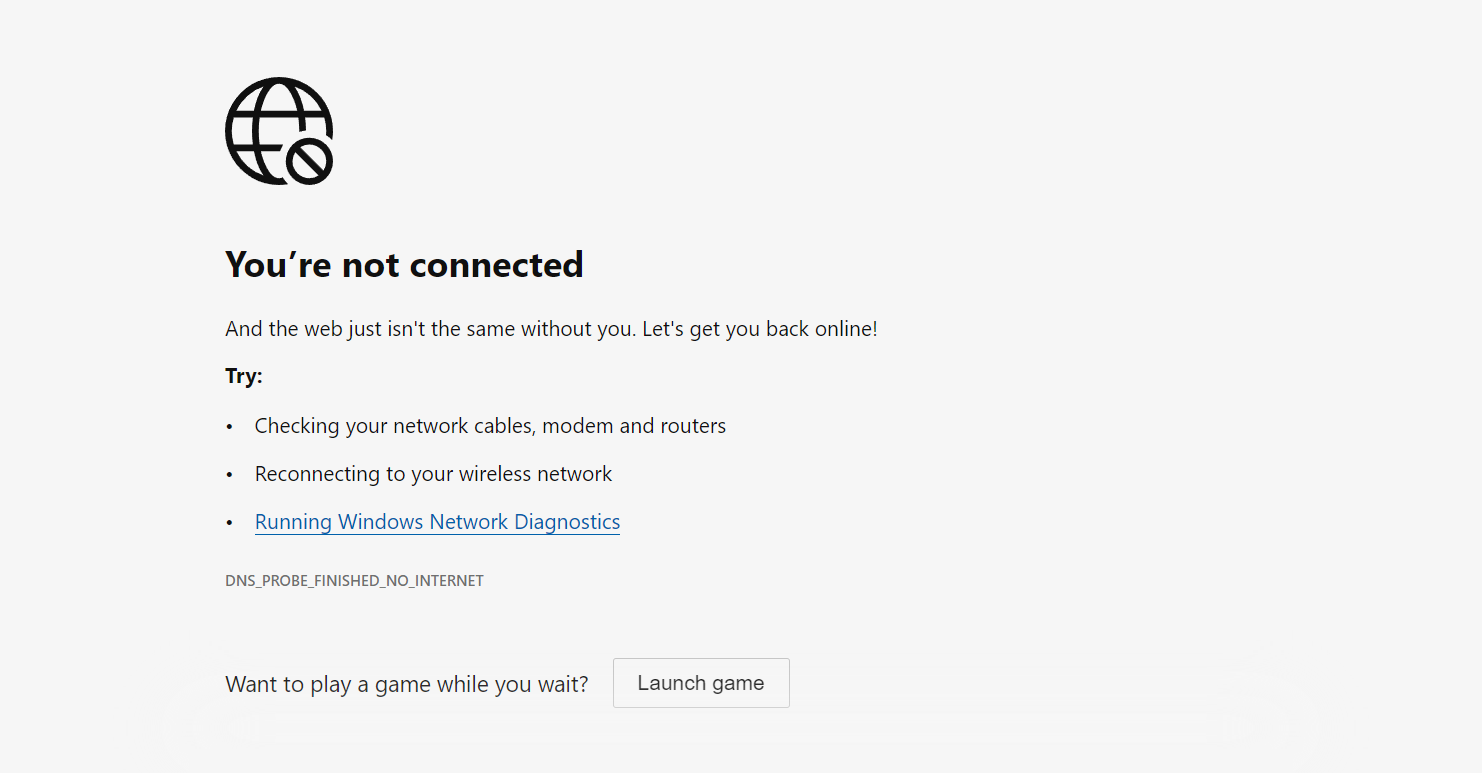 You’re not connected
And the web just isn't the same without you. Let's get you back online!
Try:
• Checking your network cables, modem and routers
• Reconnecting to your wireless network
• Running Windows Network Diagnostics
DNS_PROBE_FINISHED_NO_INTERNET
Want to play a game while you wait? Launch game